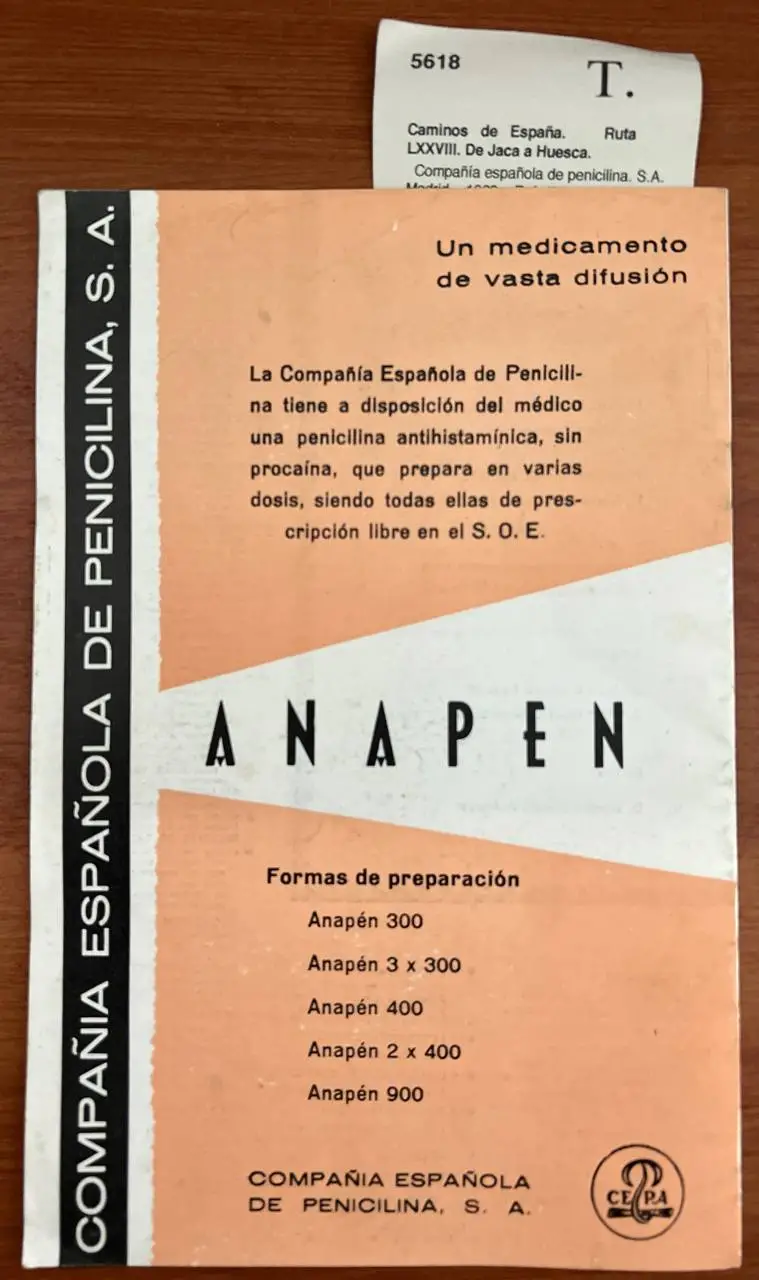 5618
T.
Caminos de España. Ruta
LXXVIII. De Jaca a Huesca.
Compañía española de penicilina. S.A.
COMPAÑIA ESPAÑOLA DE PENICILINA, S. A.
Un medicamento
de vasta difusión
La Compañía Española de Penicili-
na tiene a disposición del médico
una penicilina antihistamínica, sin
procaína, que prepara en varias
dosis, siendo todas ellas de pres-
cripción libre en el S. O. E.
ANAPEN
Formas de preparación
Anapén 300
Anapén 3 x 300
Anapén 400
Anapén 2 x 400
Anapén 900
COMPAÑIA ESPAÑOLA
DE PENICILINA, S. A.
CEPA